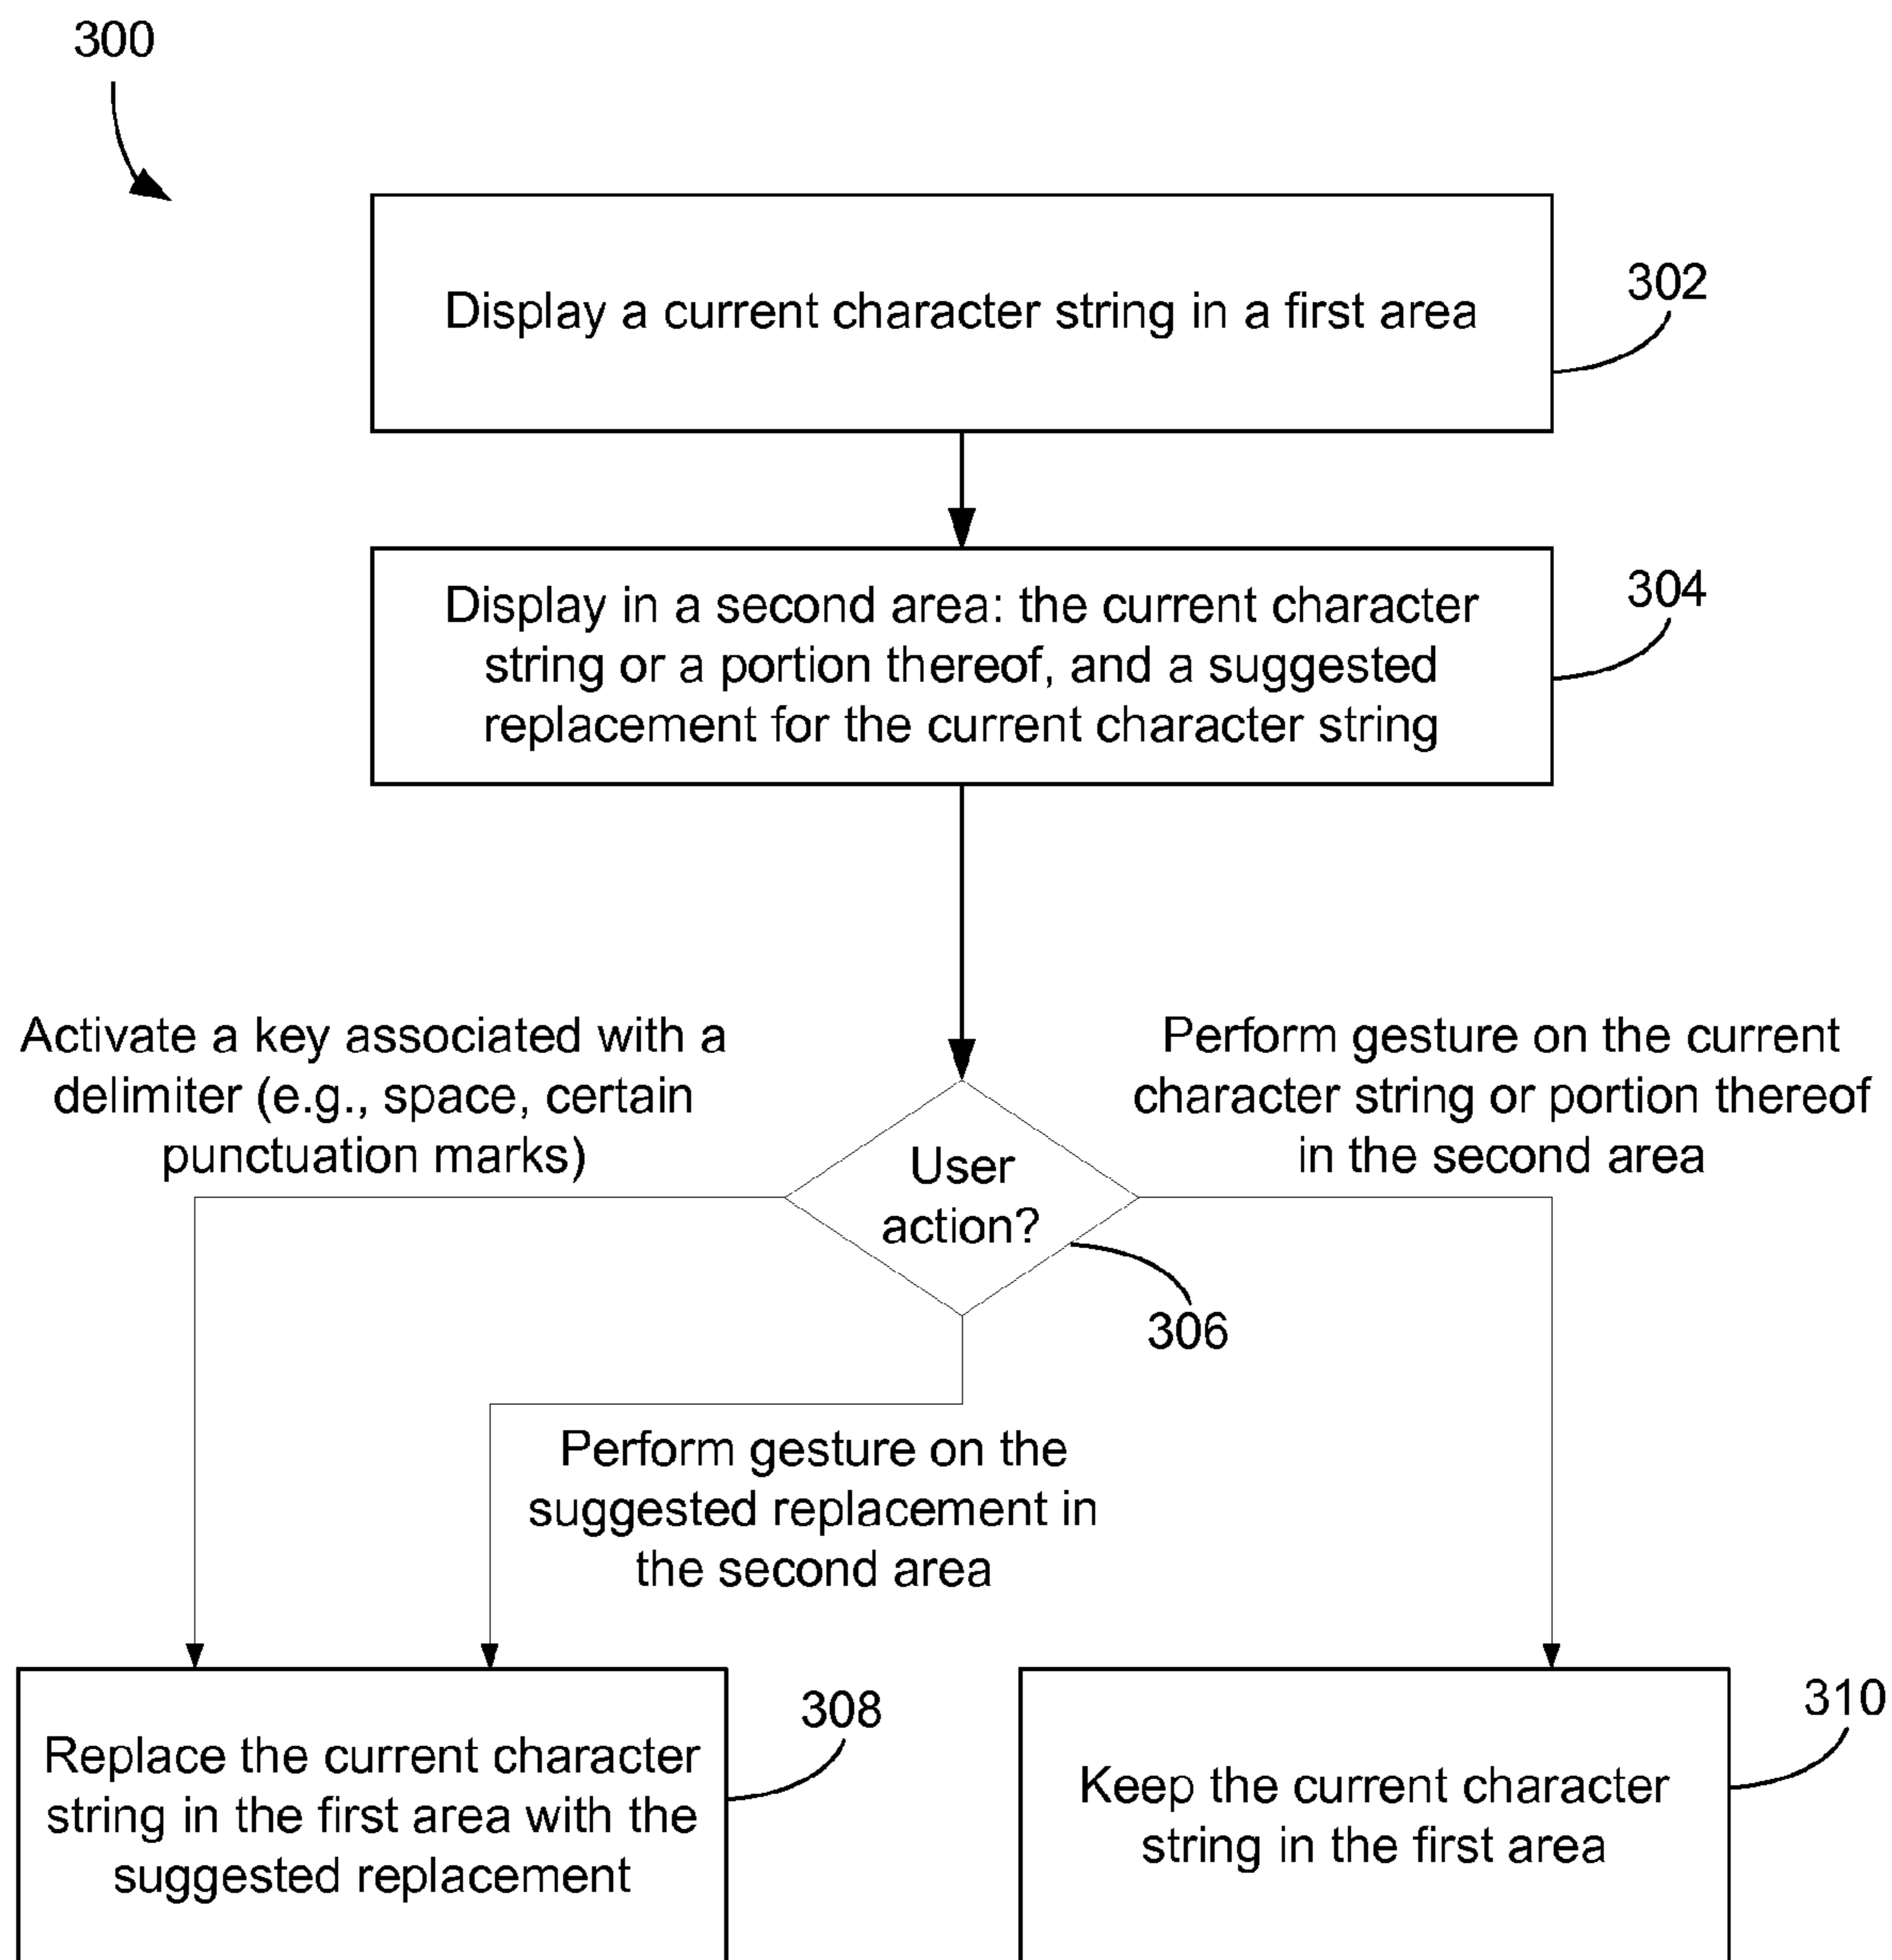 300
Display a current character string in a first area
302
Display in a second area: the current character
string or a portion thereof, and a suggested
replacement for the current character string
304
Activate a key associated with a
delimiter (e.g., space, certain
punctuation marks)
Perform gesture on the current
character string or portion thereof
in the second area
User
action?
306
Perform gesture on the
suggested replacement in
the second area
Replace the current character
string in the first area with the
suggested replacement
308
Keep the current character
string in the first area
310